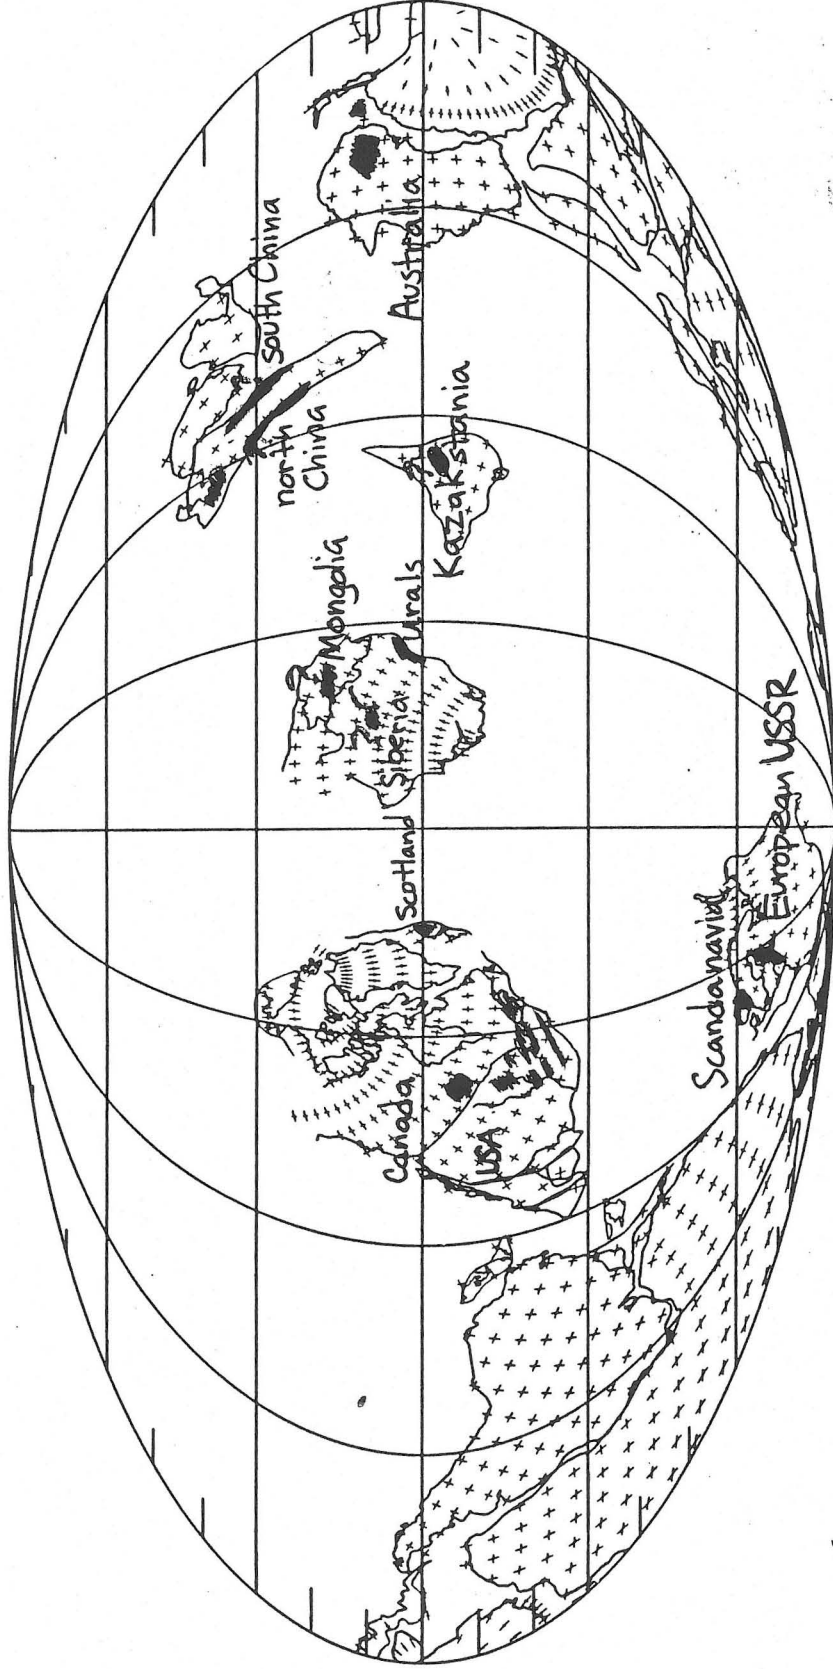 South China
Australia
north
China
Kazakstania
Mongolia
Urals
Siberia
Scotland
European USSR
Scandanavia
Canada
USA